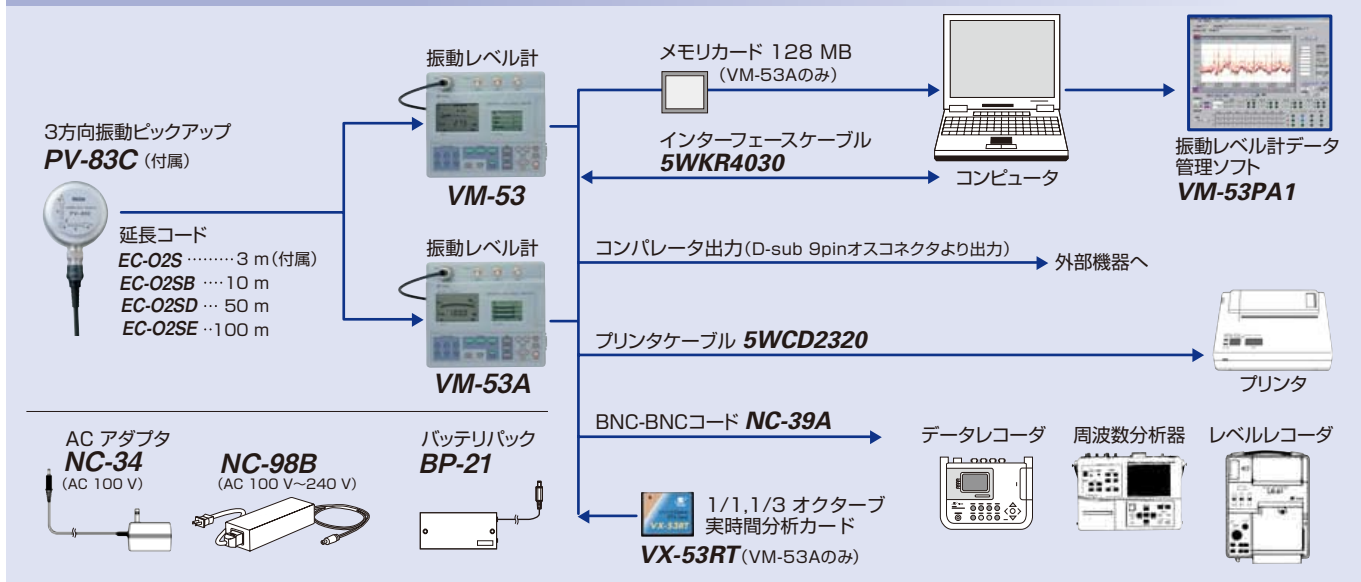 3方向振動ピックアップ
PV-83C（付属）
延長コード
EC-02S ………3 m（付属）
EC-02SB ‥‥10 m
EC-02SD … 50 m
EC-02SE ‥100 m
振動レベル計
VM-53
振動レベル計
VM-53A
メモリカード 128 MB
（VM-53Aのみ）
インターフェースケーブル
5WKR4030
コンピュータ
振動レベル計データ
管理ソフト
VM-53PA1
コンパレータ出力（D-sub 9pinオスコネクタより出力）
外部機器へ
プリンタケーブル 5WCD2320
プリンタ
BNC-BNCコード NC-39A
データレコーダ
周波数分析器
レベルレコーダ
VX-53RT
1/1,1/3 オクターブ
実時間分析カード
VX-53RT（VM-53Aのみ）
AC アダプタ
NC-34
（AC 100 V）
NC-98B
（AC 100 V～240 V）
バッテリパック
BP-21